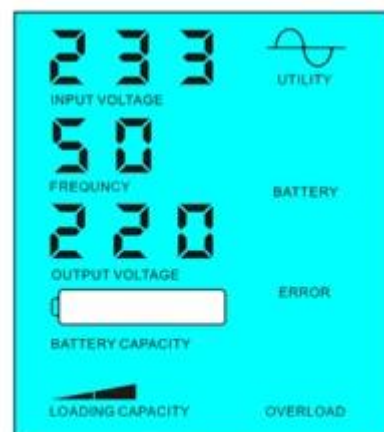 233
UTILITY
INPUT VOLTAGE
50
FREQUNCY
BATTERY
220
OUTPUT VOLTAGE
ERROR
BATTERY CAPACITY
LOADING CAPACITY
OVERLOAD